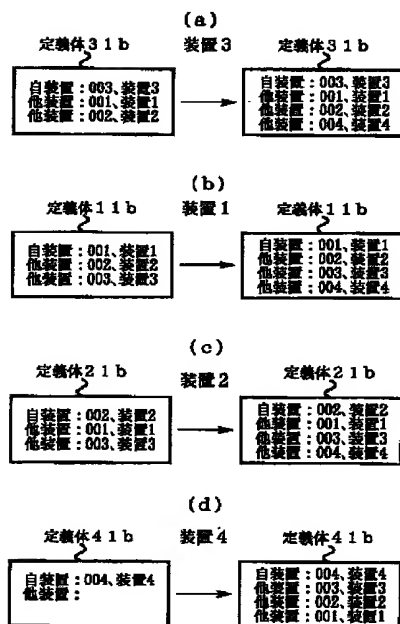 (a)
定義体31b 装置3 定義体31b
自装置:003、装置3
他装置:001、装置1
他装置:002、装置2
自装置:003、装置3
他装置:001、装置1
他装置:002、装置2
他装置:004、装置4
(b)
定義体11b 装置1 定義体11b
自装置:001、装置1
他装置:002、装置2
他装置:003、装置3
自装置:001、装置1
他装置:002、装置2
他装置:003、装置3
他装置:004、装置4
(c)
定義体21b 装置2 定義体21b
自装置:002、装置2
他装置:001、装置1
他装置:003、装置3
自装置:002、装置2
他装置:001、装置1
他装置:003、装置3
他装置:004、装置4
(d)
定義体41b 装置4 定義体41b
自装置:004、装置4
他装置:
自装置:004、装置4
他装置:003、装置3
他装置:002、装置2
他装置:001、装置1